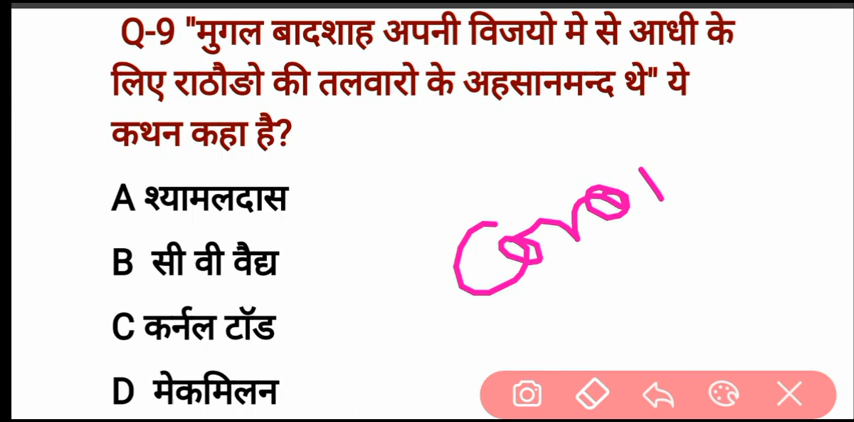 Q-9 "मुगल बादशाह अपनी विजयो मे से आधी के
लिए राठौङो की तलवारो के अहसानमन्द थे" ये
कथन कहा है?
A श्यामलदास
B सी वी वैद्य
C कर्नल टॉड
D मेकमिलन